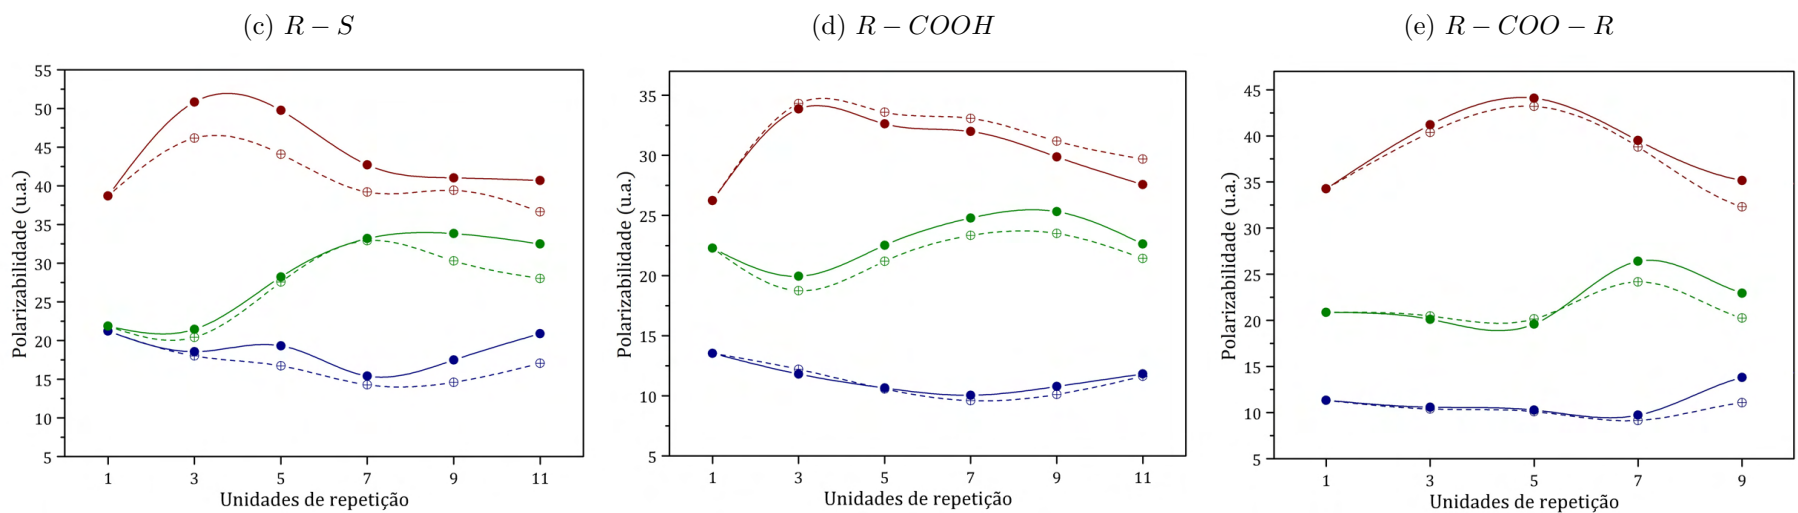 (c) R − S
(d) R − COOH
(e) R − COO − R
Polarizabilidade (u.a.)
55
50
45
40
35
30
25
20
15
10
5
1 3 5 7 9 11
Unidades de repetição
Polarizabilidade (u.a.)
35
30
25
20
15
10
5
1 3 5 7 9 11
Unidades de repetição
Polarizabilidade (u.a.)
45
40
35
30
25
20
15
10
5
1 3 5 7 9
Unidades de repetição